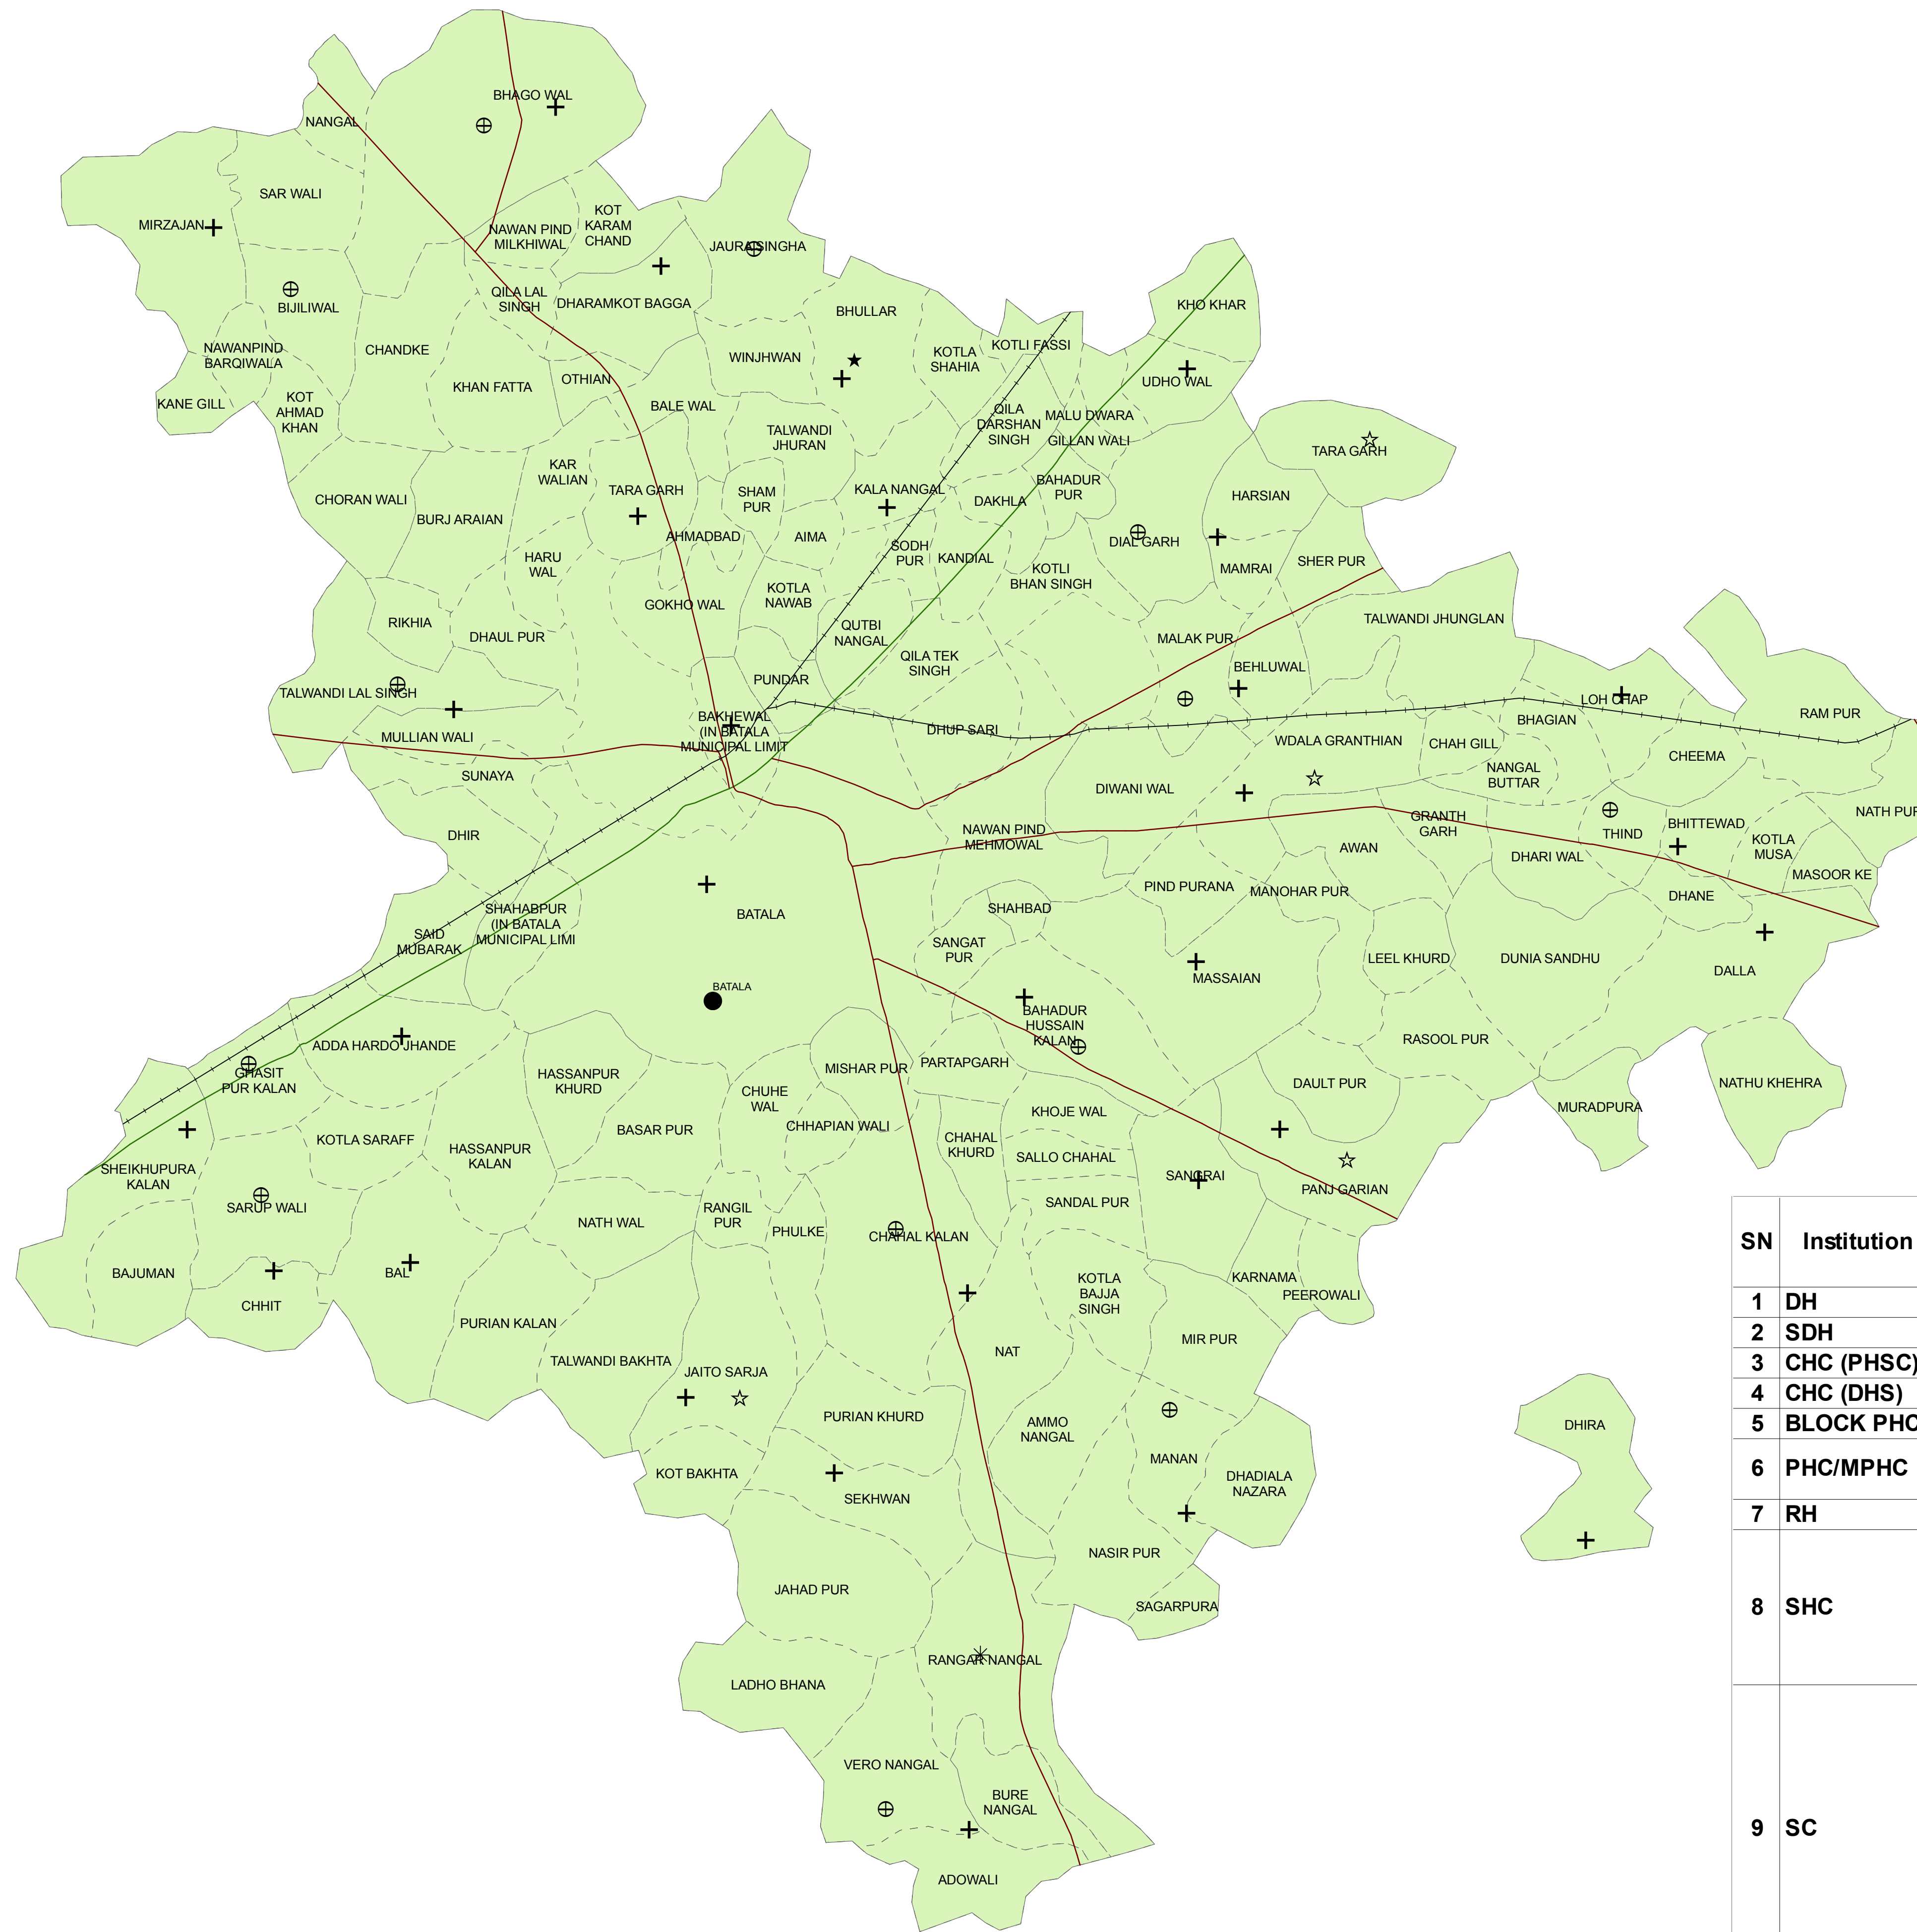 BHAGO WAL
NANGAL
SAR WALI
MIRZAJAN
KOT
KARAM
CHAND
NAWAN PIND
MILKHIWAL
JAURA SINGHA
BIJILIWAL
QILA LAL
SINGH
DHARAMKOT BAGGA
BHULLAR
KHO KHAR
NAWANPIND
BARQIWALA
CHANDKE
WINJHWAN
KOTLA
SHAHIA
KOTLI FASSI
KANE GILL
KOT
AHMAD
KHAN
KHAN FATTA
OTHIAN
BALE WAL
UDHO WAL
TALWANDI
JHURAN
QILA
DARSHAN
SINGH
MALU DWARA
GILLAN WALI
TARA GARH
CHORAN WALI
BURJ ARAIAN
KAR
WALIAN
TARA GARH
SHAM
PUR
KALA NANGAL
DAKHLA
BAHADUR
PUR
HARSIAN
AHMADBAD
AIMA
SODH
PUR
KANDIAL
DIAL GARH
HARU
WAL
KOTLI
BHAN SINGH
MAMRAI
SHER PUR
GOKHO WAL
KOTLA
NAWAB
RIKHIA
DHAUL PUR
QUTBI
NANGAL
QILA TEK
SINGH
MALAK PUR
TALWANDI JHUNGLAN
BEHLUWAL
TALWANDI LAL SINGH
PUNDAR
LOH CHAP
RAM PUR
MULLIAN WALI
BAKHEWAL
(IN BATALA
MUNICIPAL LIMIT
DHUP SARI
WDALA GRANTHIAN
CHAH GILL
BHAGIAN
CHEEMA
SUNAYA
DIWANI WAL
NANGAL
BUTTAR
NATH PUR
DHIR
NAWAN PIND
MEHMOWAL
GRANTH
GARH
THIND
BHITTEWAD
KOTLA
MUSA
AWAN
DHARI WAL
MASOOR KE
PIND PURANA
MANOHAR PUR
DHANE
SHAHABPUR
(IN BATALA
MUNICIPAL LIMI
BATALA
SHAHBAD
SAID
MUBARAK
SANGAT
PUR
MASSAIAN
LEEL KHURD
DUNIA SANDHU
DALLA
BATALA
BAHADUR
HUSSAIN
KALAN
ADDA HARDO JHANDE
RASOOL PUR
GHASIT
PUR KALAN
HASSANPUR
KHURD
MISHAR PUR
PARTAPGARH
DAULT PUR
NATHU KHEHRA
CHUHE
WAL
KHOJE WAL
MURADPURA
BASAR PUR
CHHAPIAN WALI
KOTLA SARAFF
HASSANPUR
KALAN
CHAHAL
KHURD
SALLO CHAHAL
SHEIKHUPURA
KALAN
SANGRAI
PANJ GARIAN
SARUP WALI
NATH WAL
RANGIL
PUR
PHULKE
CHAHAL KALAN
SANDAL PUR
BAJUMAN
BAL
CHHIT
KOTLA
BAJJA
SINGH
KARNAMA
PEEROWALI
PURIAN KALAN
NAT
MIR PUR
TALWANDI BAKHTA
JAITO SARJA
PURIAN KHURD
AMMO
NANGAL
DHIRA
MANAN
KOT BAKHTA
SEKHWAN
DHADIALA
NAZARA
NASIR PUR
JAHAD PUR
SAGARPURA
RANGAR NANGAL
LADHO BHANA
VERO NANGAL
BURE
NANGAL
ADOWALI
SN Institution
1 DH
2 SDH
3 CHC (PHSC)
4 CHC (DHS)
5 BLOCK PHC
6 PHC/MPHC
7 RH
8 SHC
9 SC